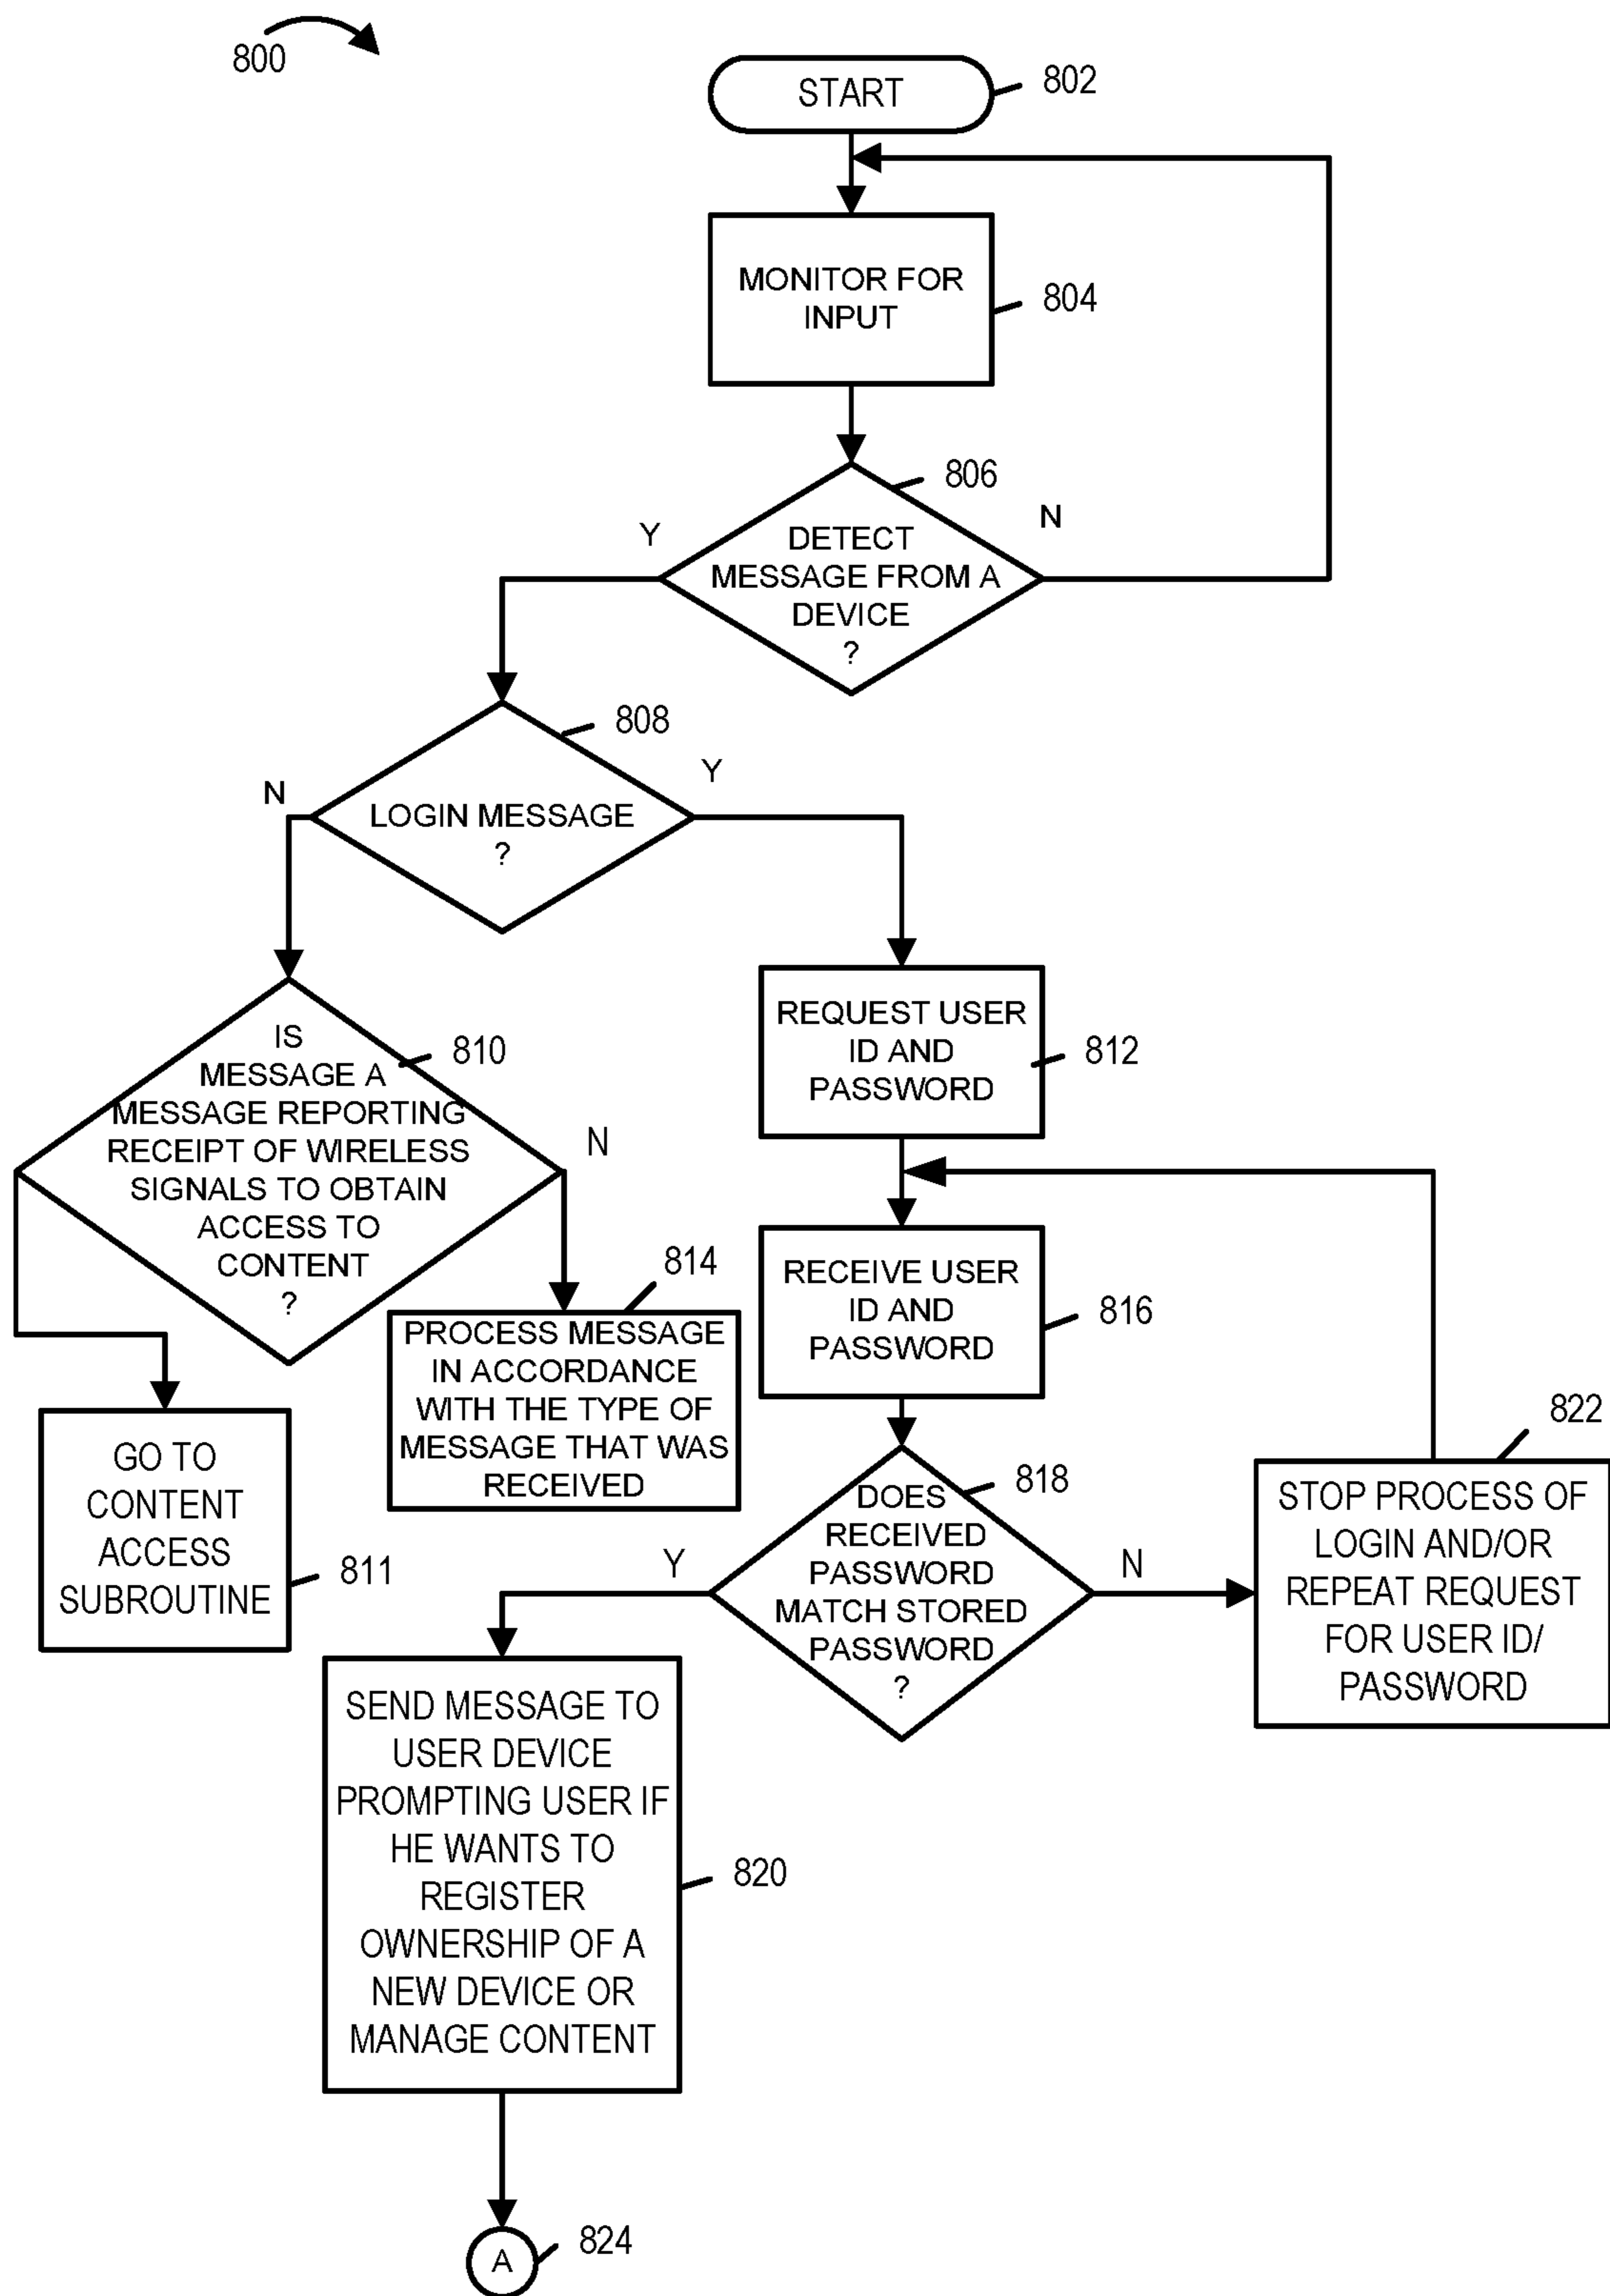 800
START
802
MONITOR FOR
INPUT
804
806
Y
N
DETECT
MESSAGE FROM A
DEVICE
?
808
N
Y
LOGIN MESSAGE
?
IS
MESSAGE A
MESSAGE REPORTING
RECEIPT OF WIRELESS
SIGNALS TO OBTAIN
ACCESS TO
CONTENT
?
810
N
REQUEST USER
ID AND
PASSWORD
812
814
PROCESS MESSAGE
IN ACCORDANCE
WITH THE TYPE OF
MESSAGE THAT WAS
RECEIVED
RECEIVE USER
ID AND
PASSWORD
816
GO TO
CONTENT
ACCESS
SUBROUTINE
811
818
Y
DOES
RECEIVED
PASSWORD
MATCH STORED
PASSWORD
?
N
822
STOP PROCESS OF
LOGIN AND/OR
REPEAT REQUEST
FOR USER ID/
PASSWORD
SEND MESSAGE TO
USER DEVICE
PROMPTING USER IF
HE WANTS TO
REGISTER
OWNERSHIP OF A
NEW DEVICE OR
MANAGE CONTENT
820
A
824